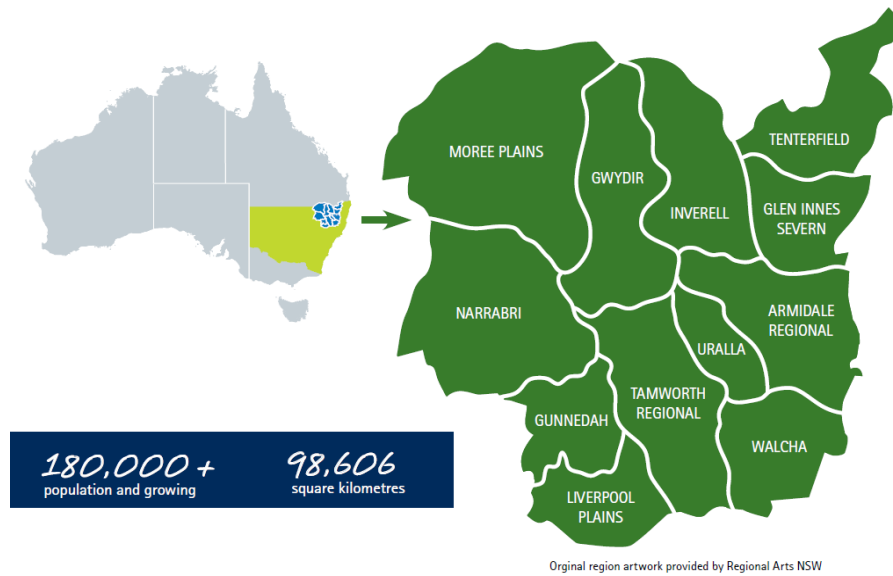 MOREE PLAINS
GWYDIR
INVERELL
TENTERFIELD
GLEN INNES
SEVERN
NARRABRI
ARMIDALE
REGIONAL
URALLA
TAMWORTH
REGIONAL
GUNNEDAH
WALCHA
LIVERPOOL
PLAINS
180,000 +
population and growing
98,606
square kilometres
Orginal region artwork provided by Regional Arts NSW